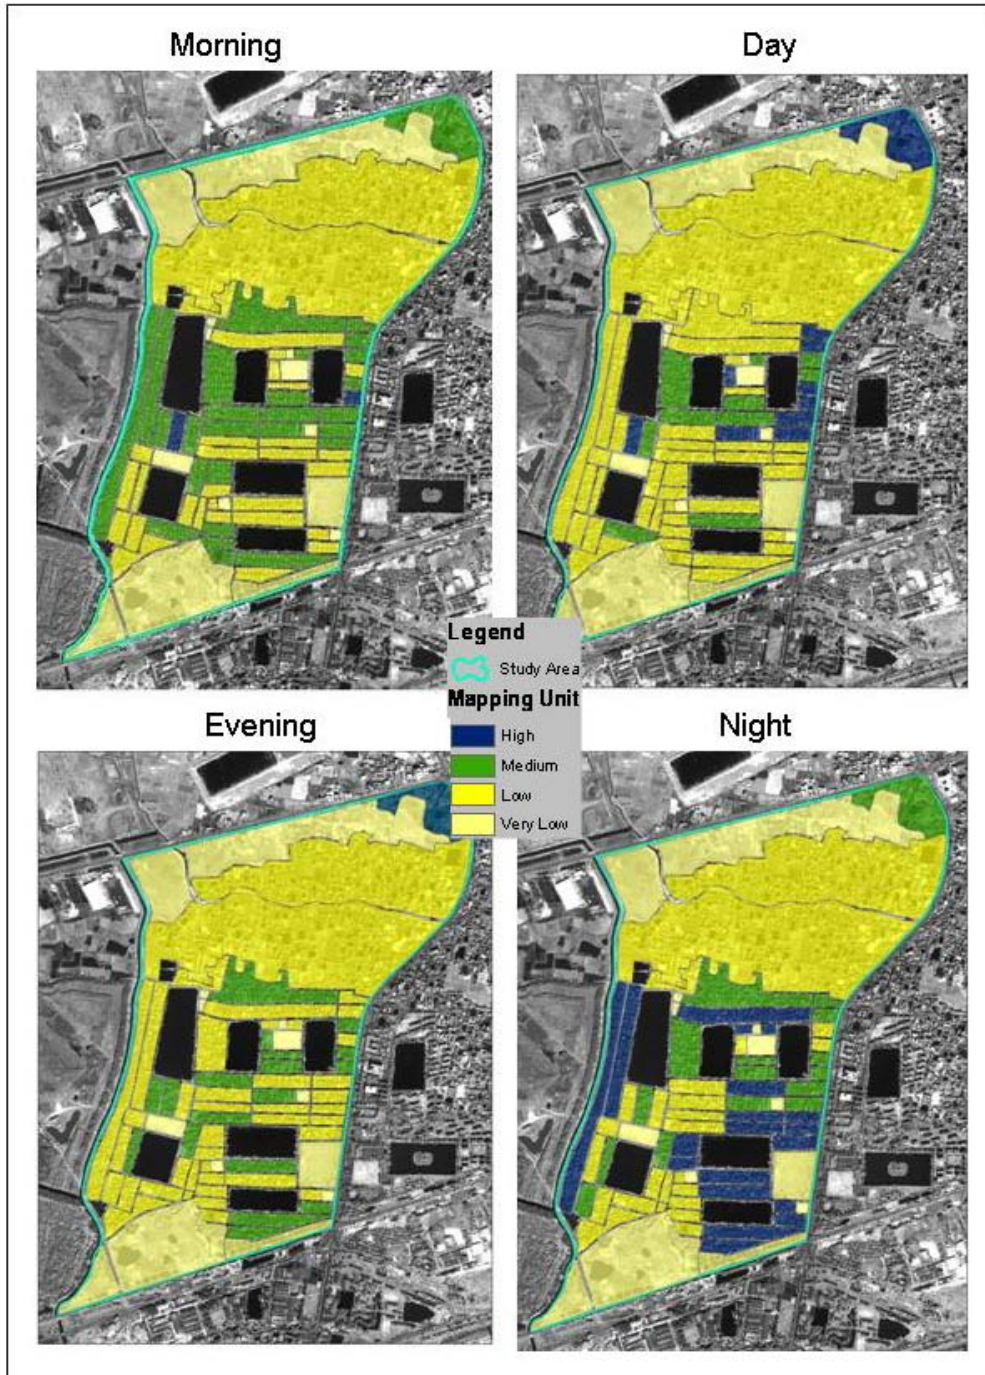 Morning
Day
Legend
Study Area
Mapping Unit
High
Medium
Low
Very Low
Evening
Night